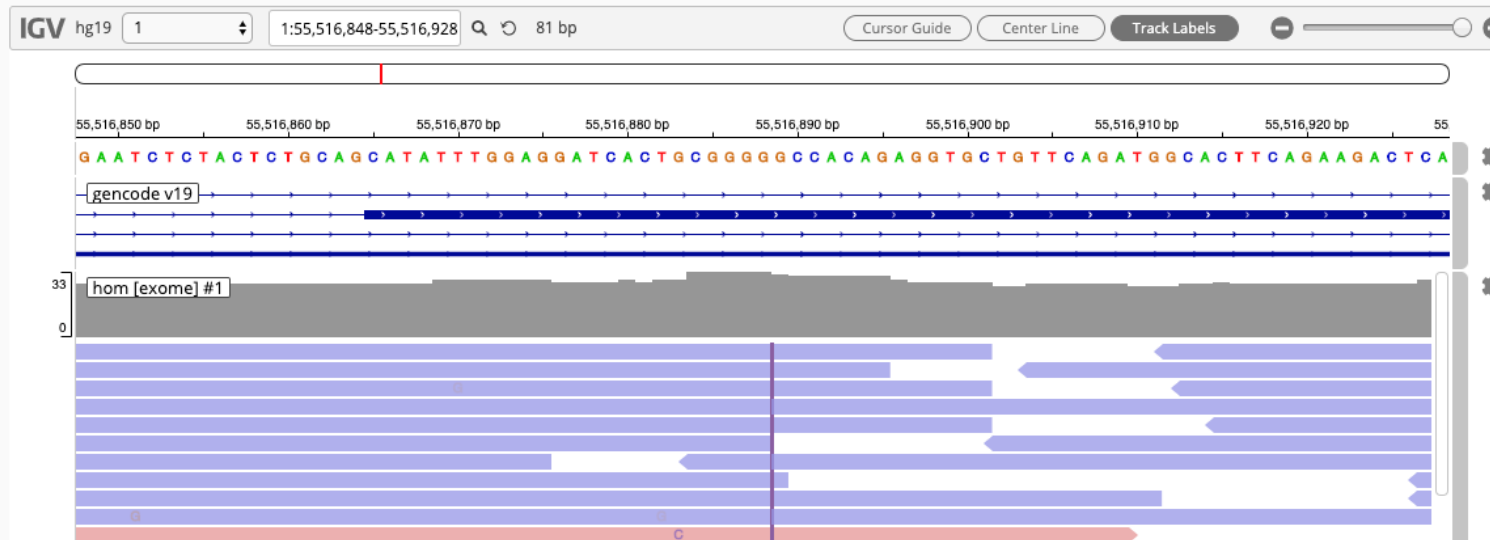 IGV hg19 1 1:55,516,848-55,516,928 81 bp Cursor Guide Center Line Track Labels
55,516,850 bp 55,516,860 bp 55,516,870 bp 55,516,880 bp 55,516,890 bp 55,516,900 bp 55,516,910 bp 55,516,920 bp 55
G A A T C T C T A C T C T G C A G C A T A T T T G G A G G A T C A C T G C G G G G G C C A C A G A G G T G C T G T T C A G A T G G C A C T T C A G A A G A C T C A
gencode v19
33
hom [exome] #1
0
G
G G
C